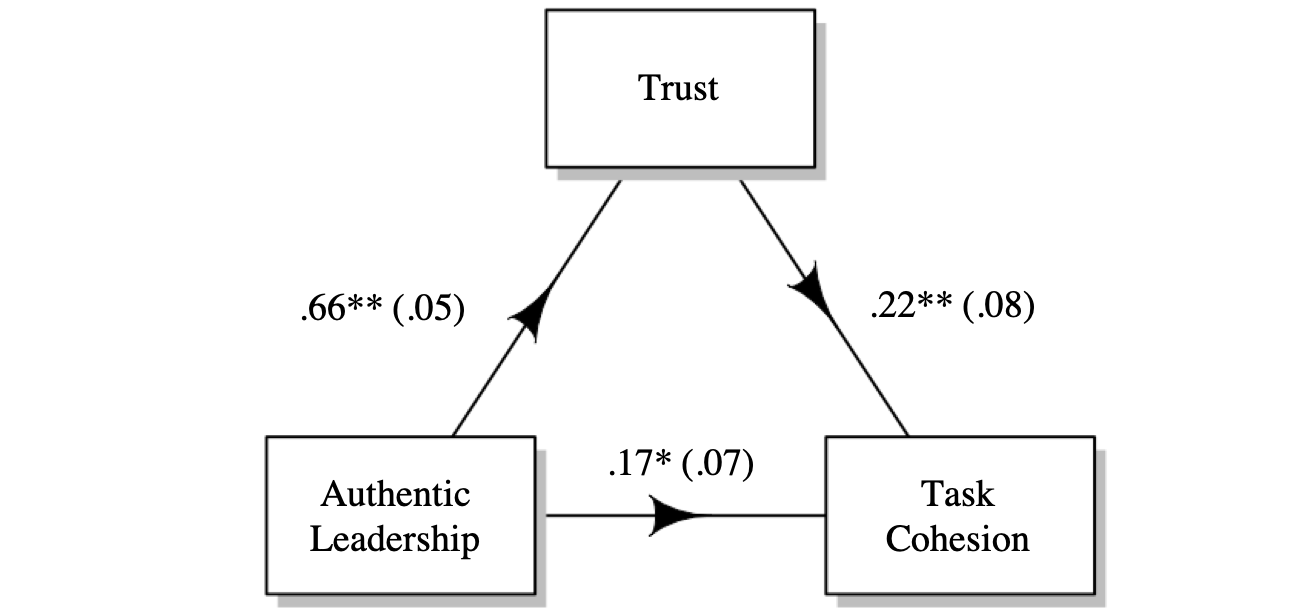 Trust
.66** (.05)
.22** (.08)
.17* (.07)
Authentic
Leadership
Task
Cohesion